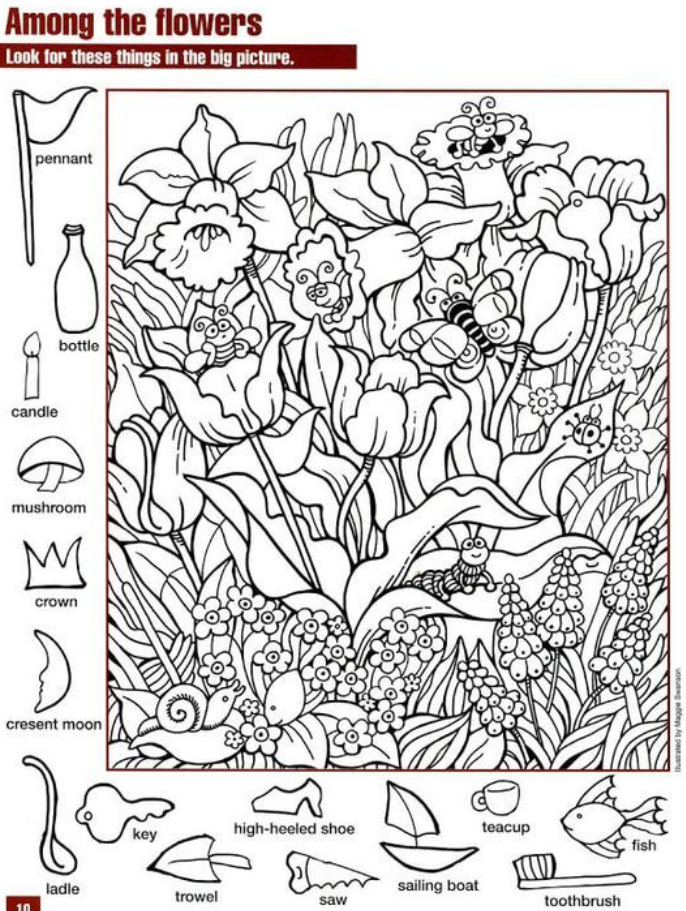 Among the flowers
Look for these things in the big picture.
pennant
bottle
candle
mushroom
crown
cresent moon
ladle
key
trowel
high-heeled shoe
saw
sailing boat
teacup
toothbrush
fish
Illustrated by Maggie Swanson
10